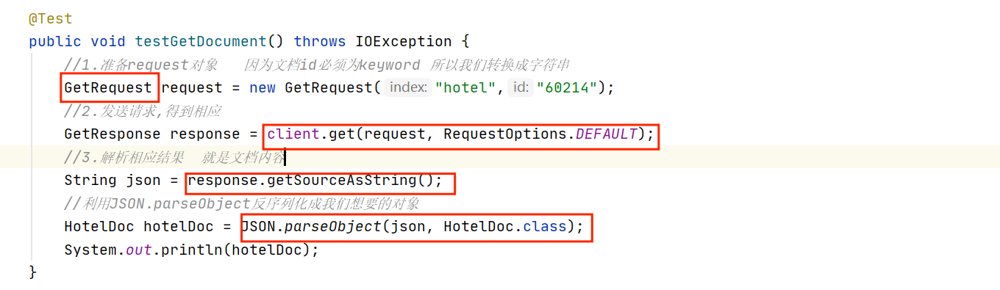 @Test
public void testGetDocument() throws IOException {
//1.准备request对象   因为文档id必须为keyword 所以我们转换成字符串
GetRequest request = new GetRequest( index: "hotel", id: "60214");
//2.发送请求,得到相应
GetResponse response = client.get(request, RequestOptions.DEFAULT);
//3.解析相应结果  就是文档内容
String json = response.getSourceAsString();
//利用JSON.parseObject反序列化成我们想要的对象
HotelDoc hotelDoc = JSON.parseObject(json, HotelDoc.class);
System.out.println(hotelDoc);
}